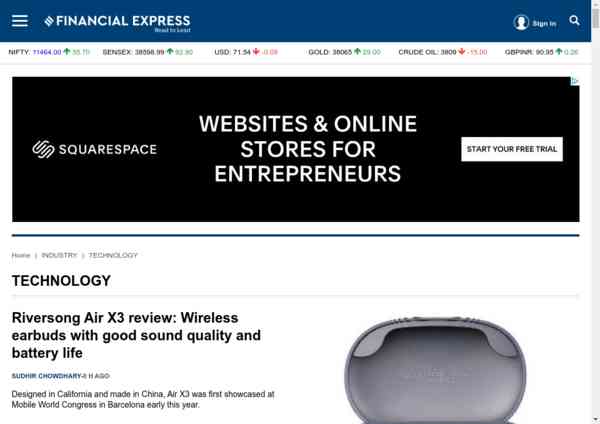 FINANCIAL EXPRESS
Read to Lead
Sign In
NIFTY: 11464.00 55.70 SENSEX: 38598.99 92.90 USD: 71.54 -0.09 GOLD: 38065 29.00 CRUDE OIL: 3809 -15.00 GBPINR: 90.95 0.26
WEBSITES & ONLINE
STORES FOR
ENTREPRENEURS
SQUARESPACE
START YOUR FREE TRIAL
Home | INDUSTRY | TECHNOLOGY
TECHNOLOGY
Riversong Air X3 review: Wireless
earbuds with good sound quality and
battery life
SUDHIR CHOWDHARY-8 H AGO
Designed in California and made in China, Air X3 was first showcased at
Mobile World Congress in Barcelona early this year.